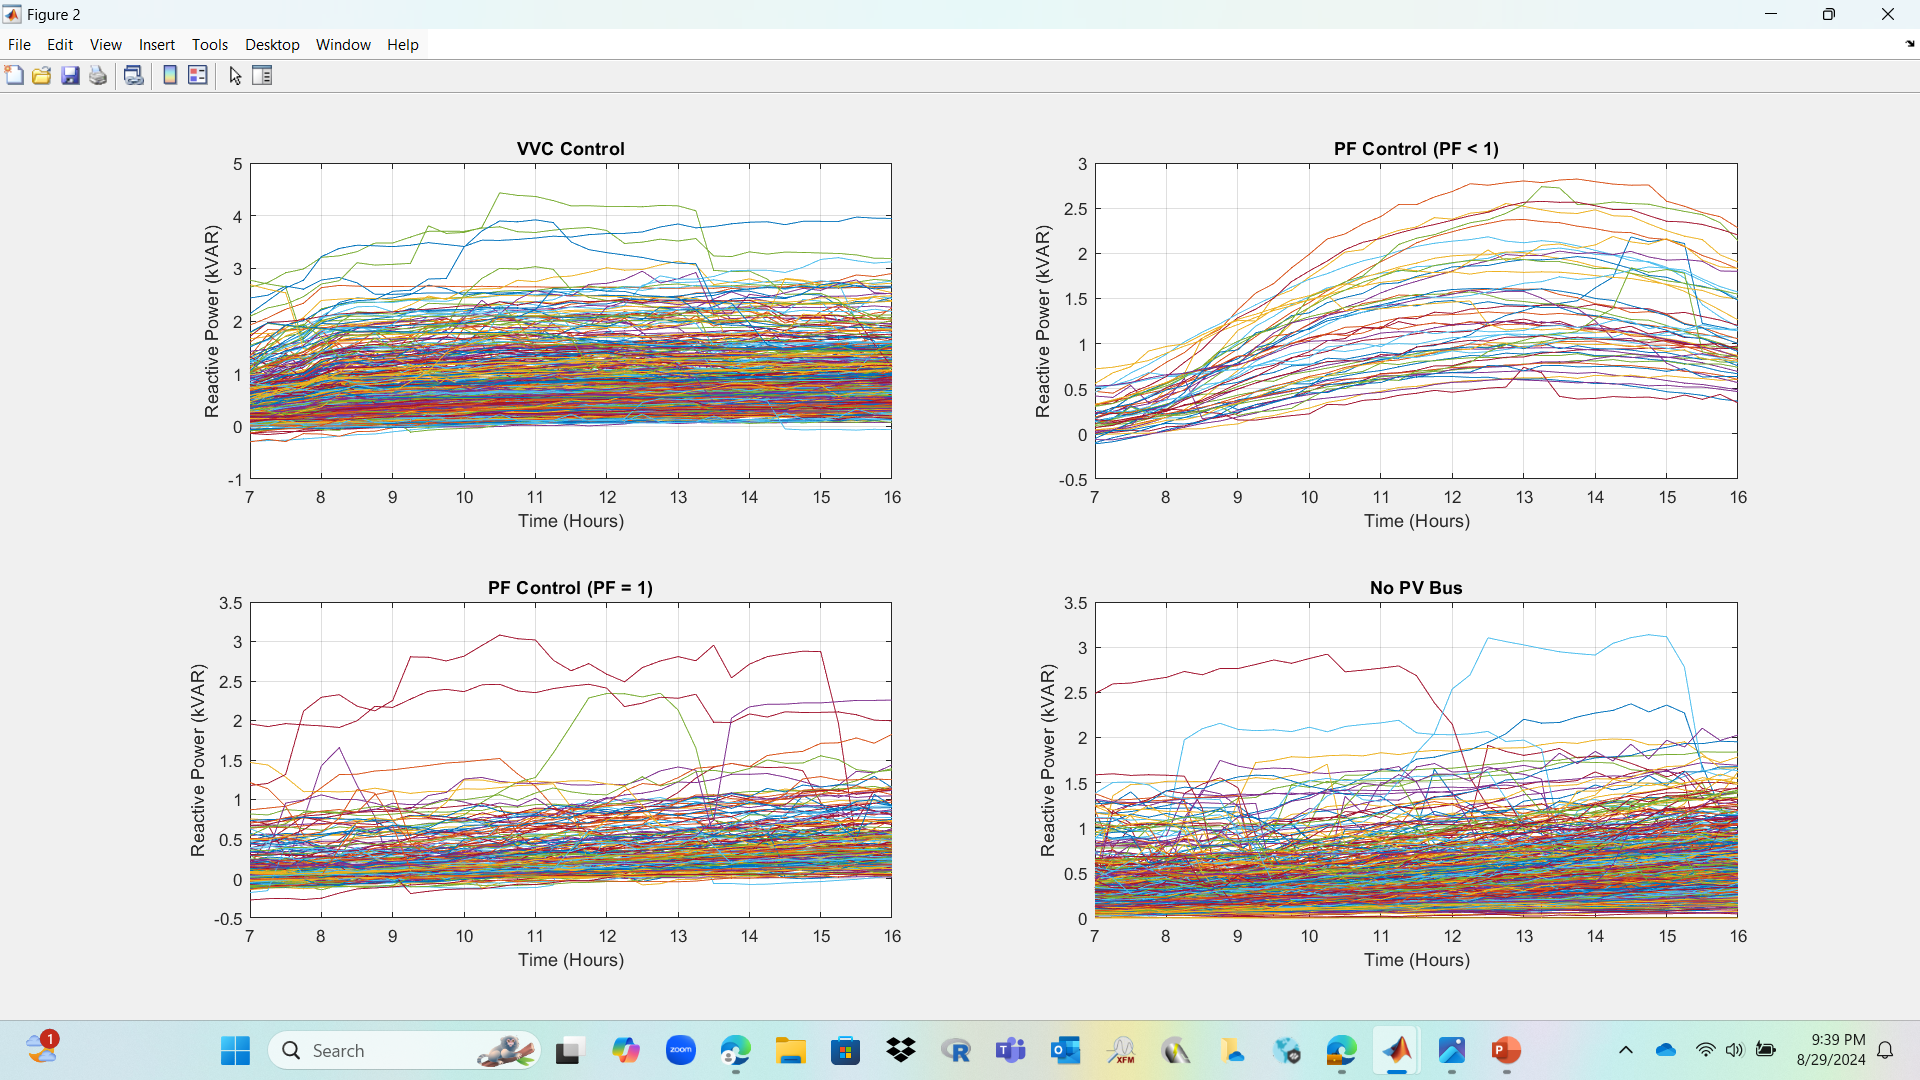 Figure 2
File Edit View Insert Tools Desktop Window Help
VVC Control
Reactive Power (kVAR)
5
4
3
2
1
0
-1
7 8 9 10 11 12 13 14 15 16
Time (Hours)
PF Control (PF < 1)
Reactive Power (kVAR)
3
2.5
2
1.5
1
0.5
0
-0.5
7 8 9 10 11 12 13 14 15 16
Time (Hours)
PF Control (PF = 1)
Reactive Power (kVAR)
3.5
3
2.5
2
1.5
1
0.5
0
-0.5
7 8 9 10 11 12 13 14 15 16
Time (Hours)
No PV Bus
Reactive Power (kVAR)
3.5
3
2.5
2
1.5
1
0.5
0
7 8 9 10 11 12 13 14 15 16
Time (Hours)
1
Search
zoom
XFM
9:39 PM
8/29/2024